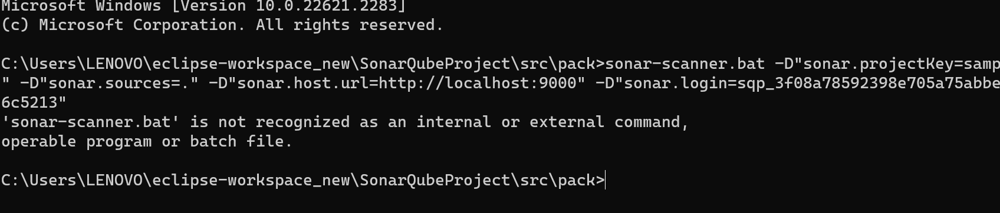 Microsoft Windows [Version 10.0.22621.2283]
(c) Microsoft Corporation. All rights reserved.
C:\Users\LENOVO\eclipse-workspace_new\SonarQubeProject\src\pack>sonar-scanner.bat -D"sonar.projectKey=samp
" -D"sonar.sources=." -D"sonar.host.url=http://localhost:9000" -D"sonar.login=sqp_3f08a78592398e705a75abbe
6c5213"
'sonar-scanner.bat' is not recognized as an internal or external command,
operable program or batch file.
C:\Users\LENOVO\eclipse-workspace_new\SonarQubeProject\src\pack>